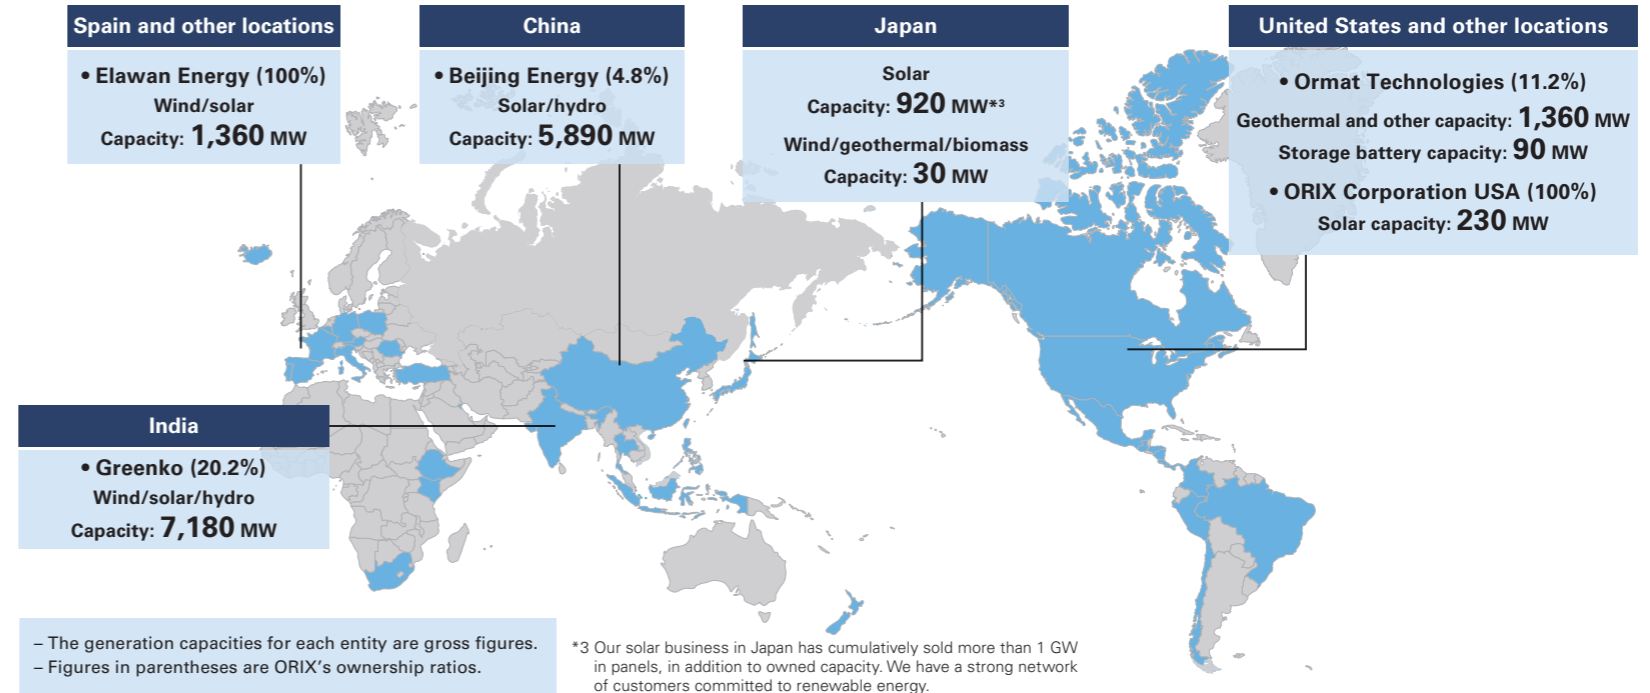 Spain and other locations
• Elawan Energy (100%)
Wind/solar
Capacity: 1,360 MW
China
• Beijing Energy (4.8%)
Solar/hydro
Capacity: 5,890 MW
Japan
Solar
Capacity: 920 MW*3
Wind/geothermal/biomass
Capacity: 30 MW
United States and other locations
• Ormat Technologies (11.2%)
Geothermal and other capacity: 1,360 MW
Storage battery capacity: 90 MW
• ORIX Corporation USA (100%)
Solar capacity: 230 MW
India
• Greenko (20.2%)
Wind/solar/hydro
Capacity: 7,180 MW
– The generation capacities for each entity are gross figures.
– Figures in parentheses are ORIX’s ownership ratios.
*3 Our solar business in Japan has cumulatively sold more than 1 GW
in panels, in addition to owned capacity. We have a strong network
of customers committed to renewable energy.